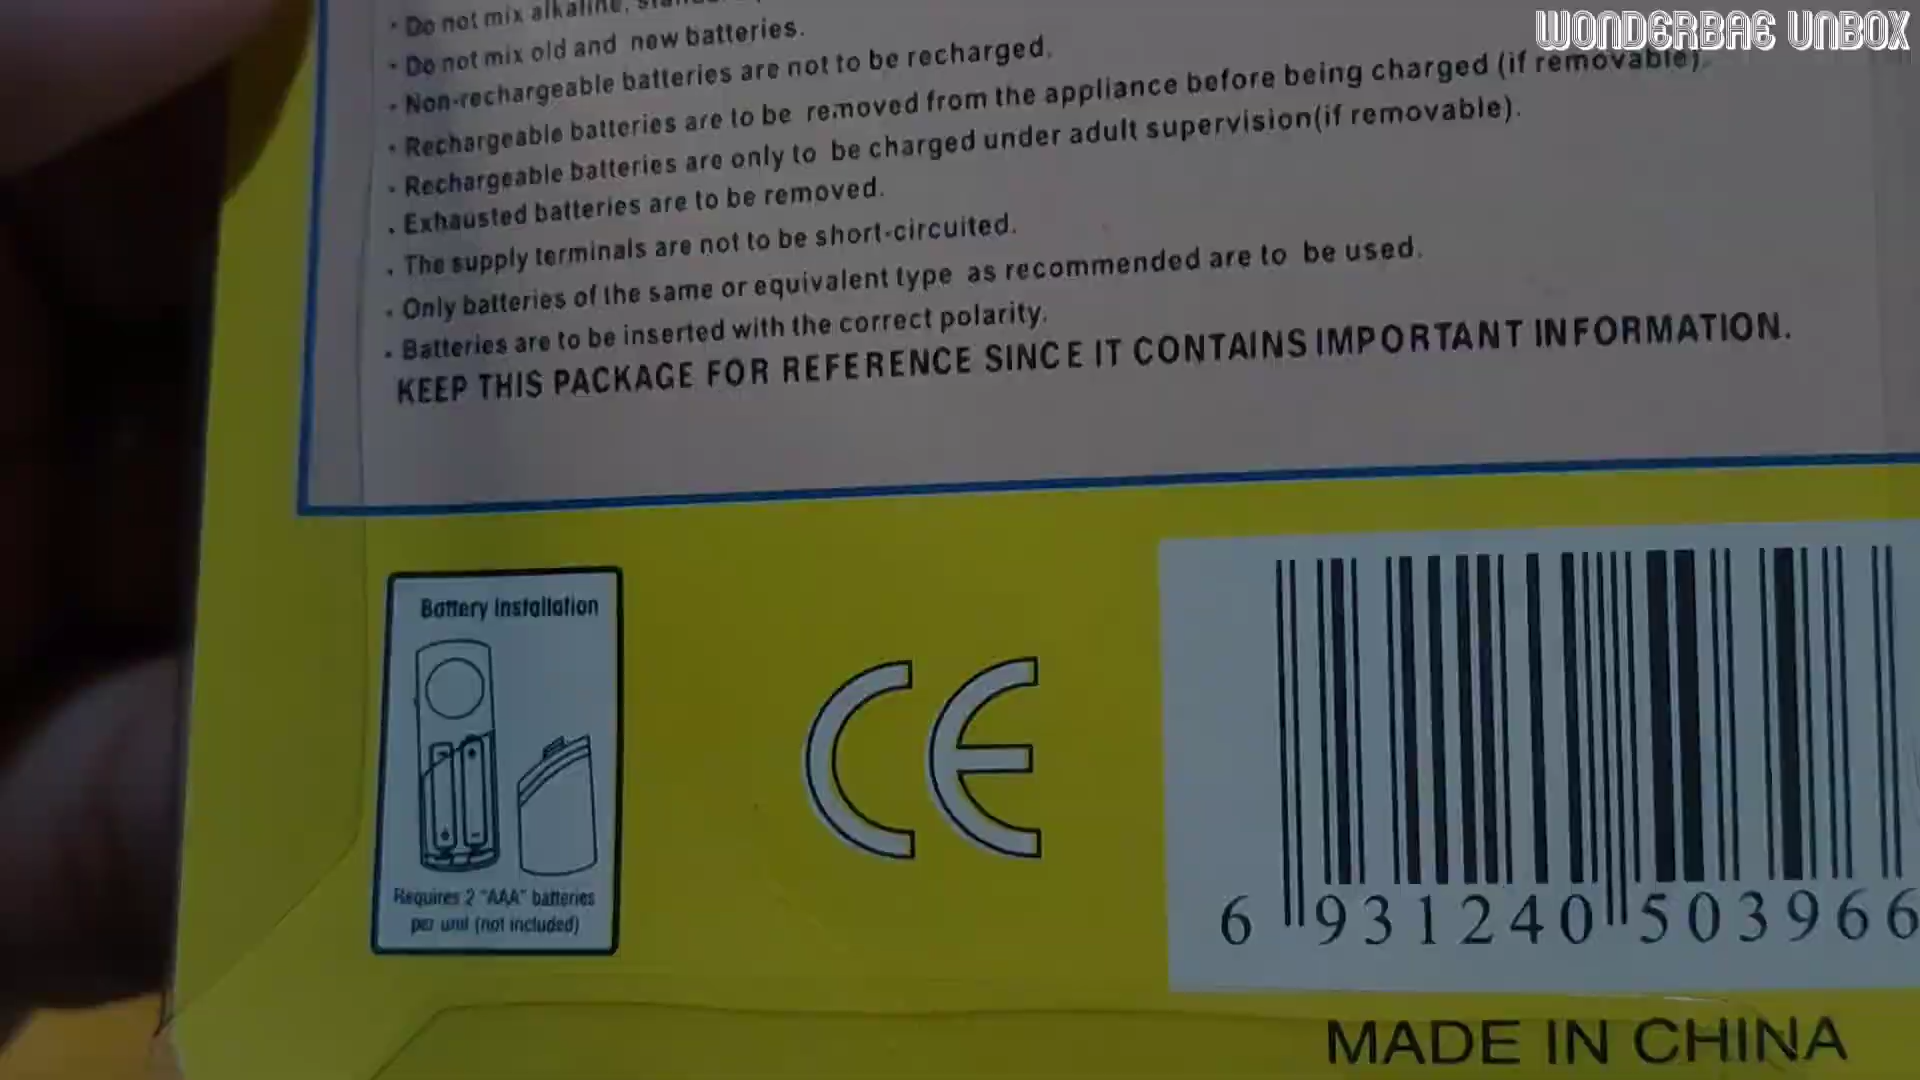 WONDERBAE UNBOX
• Do not mix alkaline,
• Do not mix old and new batteries.
• Non-rechargeable batteries are not to be recharged.
• Rechargeable batteries are to be removed from the appliance before being charged (if removable).
• Rechargeable batteries are only to be charged under adult supervision(if removable).
• Exhausted batteries are to be removed.
• The supply terminals are not to be short-circuited.
• Only batteries of the same or equivalent type as recommended are to be used.
• Batteries are to be inserted with the correct polarity.
KEEP THIS PACKAGE FOR REFERENCE SINCE IT CONTAINS IMPORTANT INFORMATION.
Battery Installation
Requires 2 "AAA" batteries
per unit (not included)
CE
6 931240 503966
MADE IN CHINA